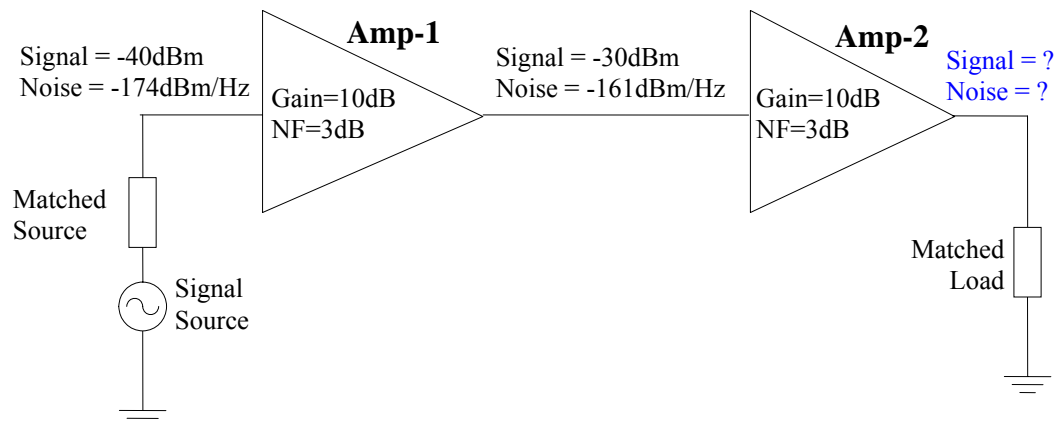 Amp-1
Amp-2
Signal = -40dBm
Noise = -174dBm/Hz
Gain=10dB
NF=3dB
Signal = -30dBm
Noise = -161dBm/Hz
Gain=10dB
NF=3dB
Signal = ?
Noise = ?
Matched
Source
Signal
Source
Matched
Load